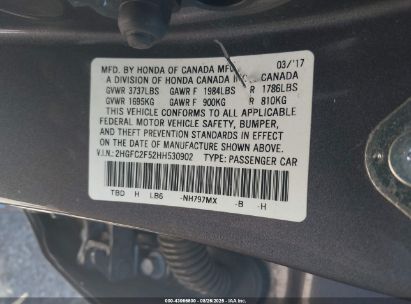 MFD. BY HONDA OF CANADA MFG. 03/'17
A DIVISION OF HONDA CANADA INC., CANADA
GVWR 3737LBS GAWR F 1984LBS R 1786LBS
GVWR 1695KG GAWR F 900KG R 810KG
THIS VEHICLE CONFORMS TO ALL APPLICABLE
FEDERAL MOTOR VEHICLE SAFETY, BUMPER,
AND THEFT PREVENTION STANDARDS IN EFFECT
ON THE DATE OF MANUFACTURE SHOWN ABOVE.
V.I.N.: 2HGFC2F52HH530902 TYPE: PASSENGER CAR
TBD H LB6 -NH797MX -B -H